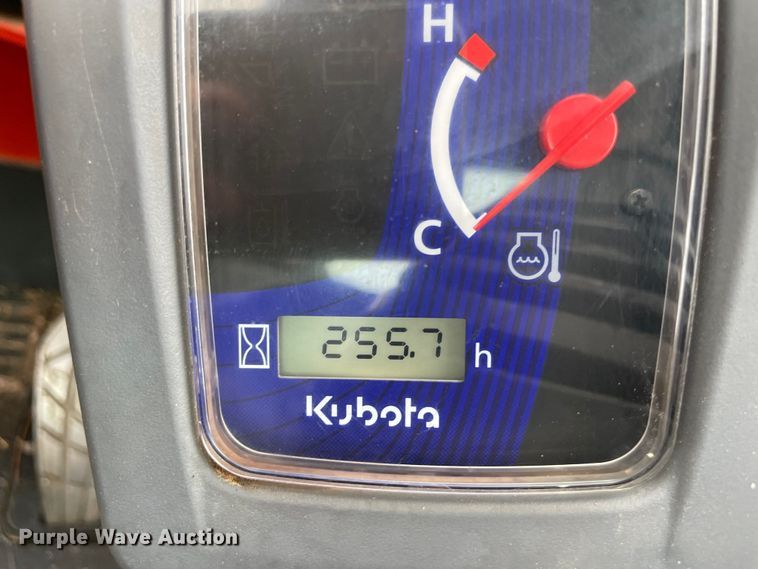 H
C
255.7 h
Kubota
Purple Wave Auction